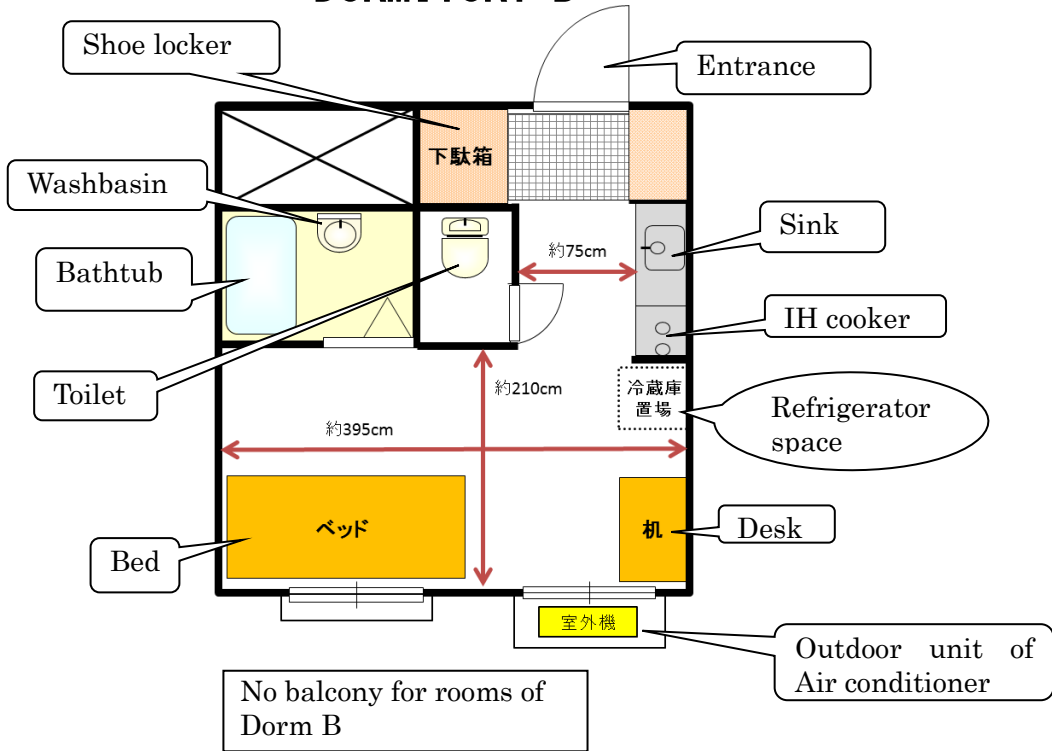 DORMITORY B
Shoe locker
Entrance
下駄箱
Washbasin
Sink
約75cm
Bathtub
IH cooker
Toilet
約210cm
冷蔵庫
置場
Refrigerator
space
約395cm
ベッド
机
Desk
Bed
室外機
Outdoor unit of
Air conditioner
No balcony for rooms of
Dorm B